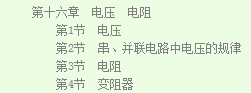 第十六章　电压　电阻
第1节　电压
第2节　串、并联电路中电压的规律
第3节　电阻
第4节　变阻器